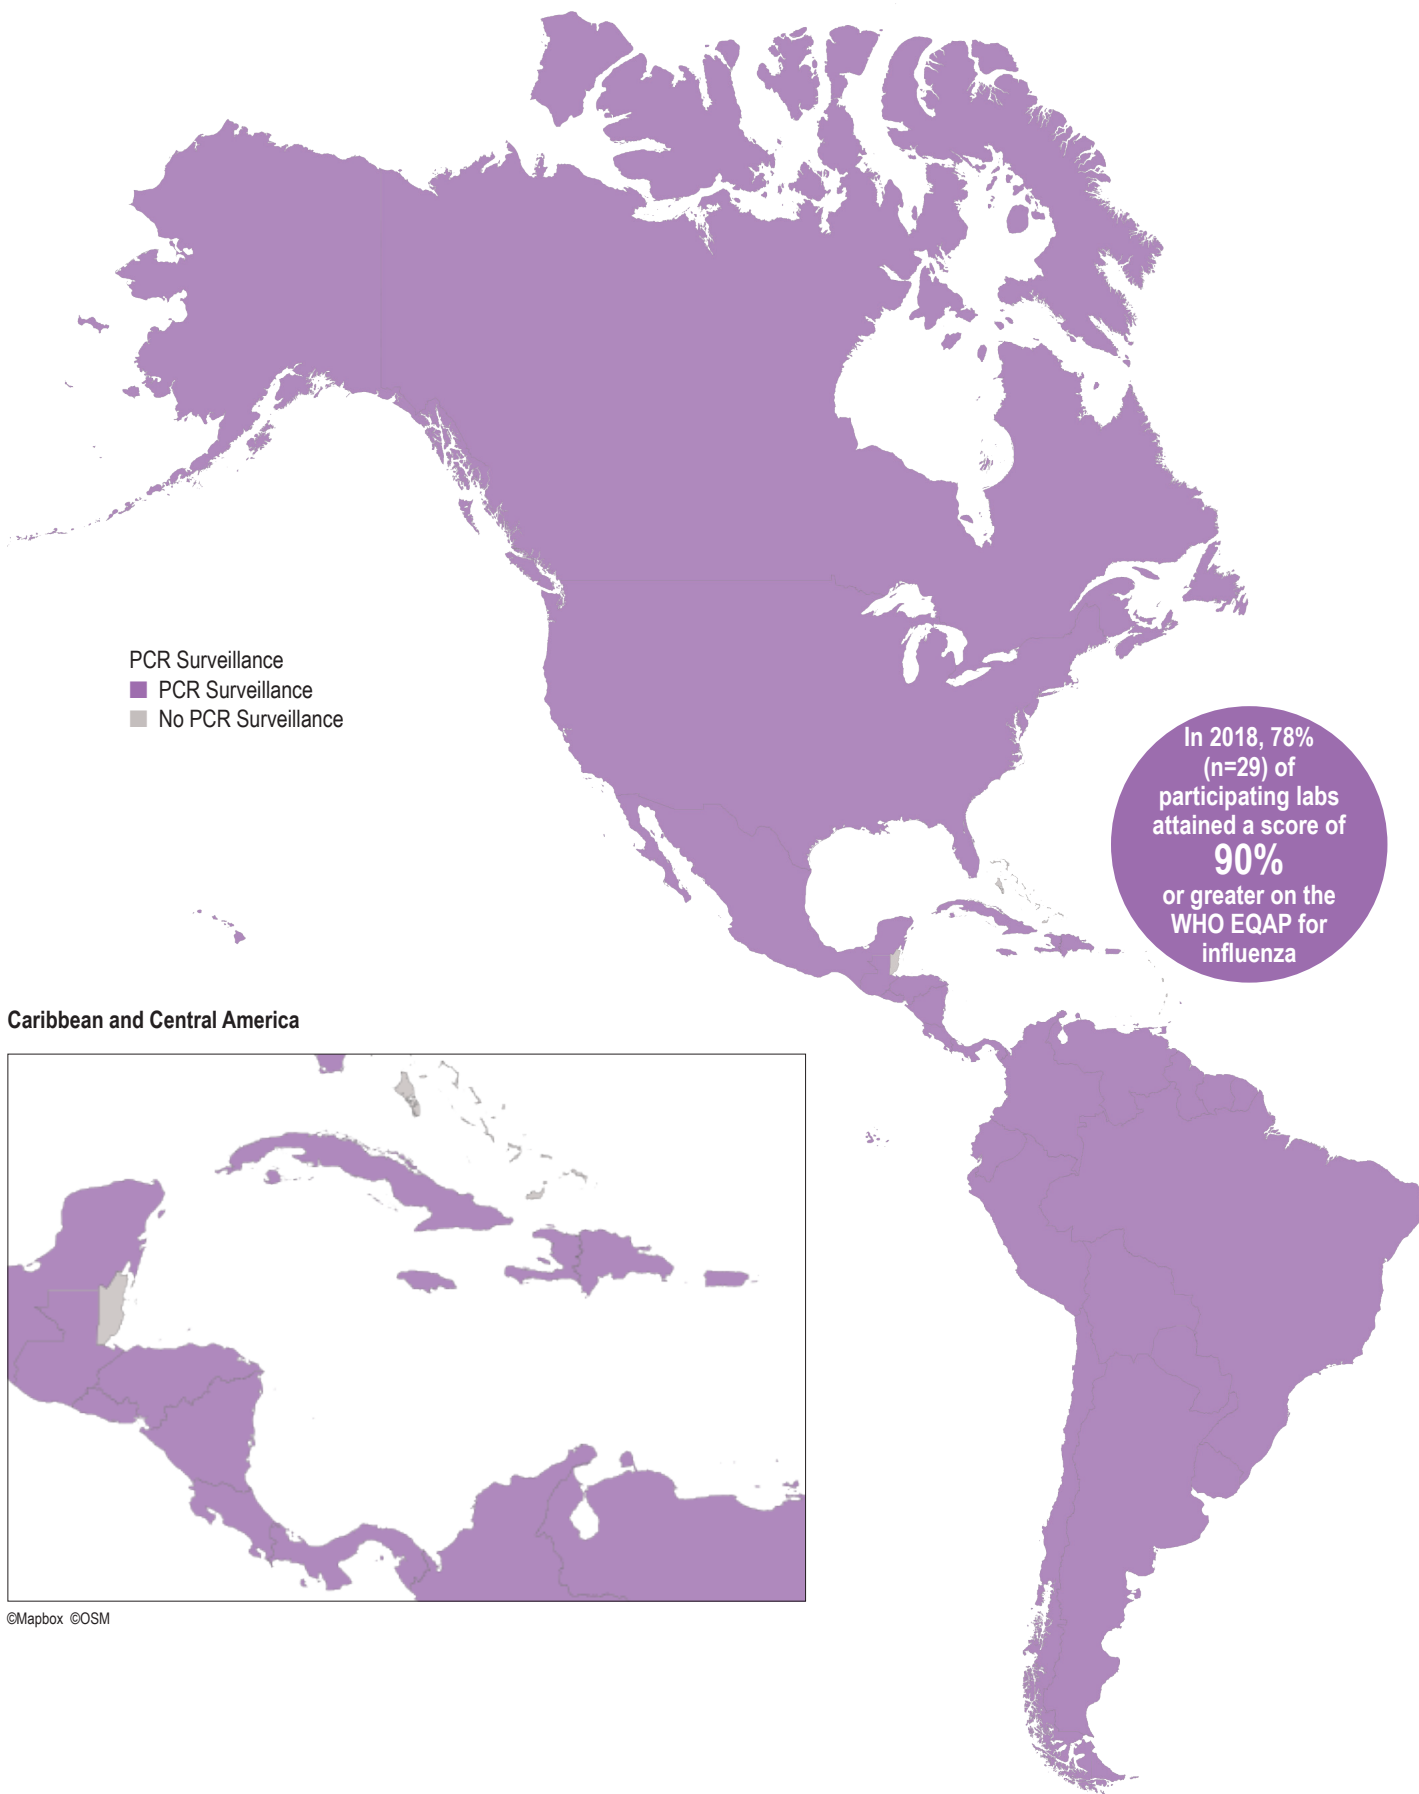 PCR Surveillance
PCR Surveillance
No PCR Surveillance
In 2018, 78%
(n=29) of
participating labs
attained a score of
90%
or greater on the
WHO EQAP for
influenza
Caribbean and Central America
©Mapbox ©OSM